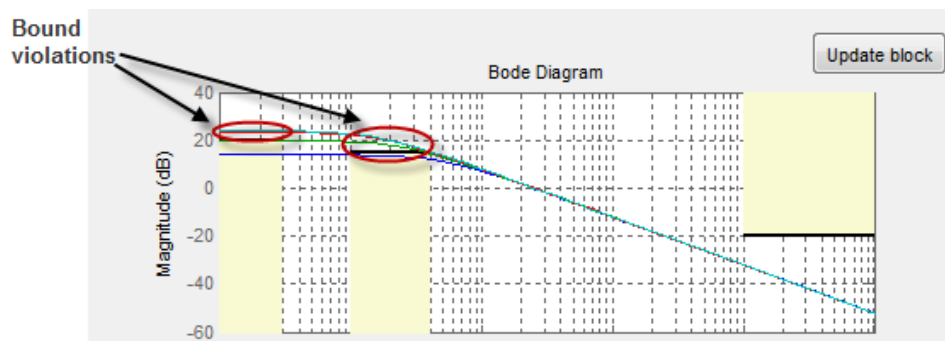 Bound
violations
Update block
Bode Diagram
Magnitude (dB)
40
20
0
-20
-40
-60